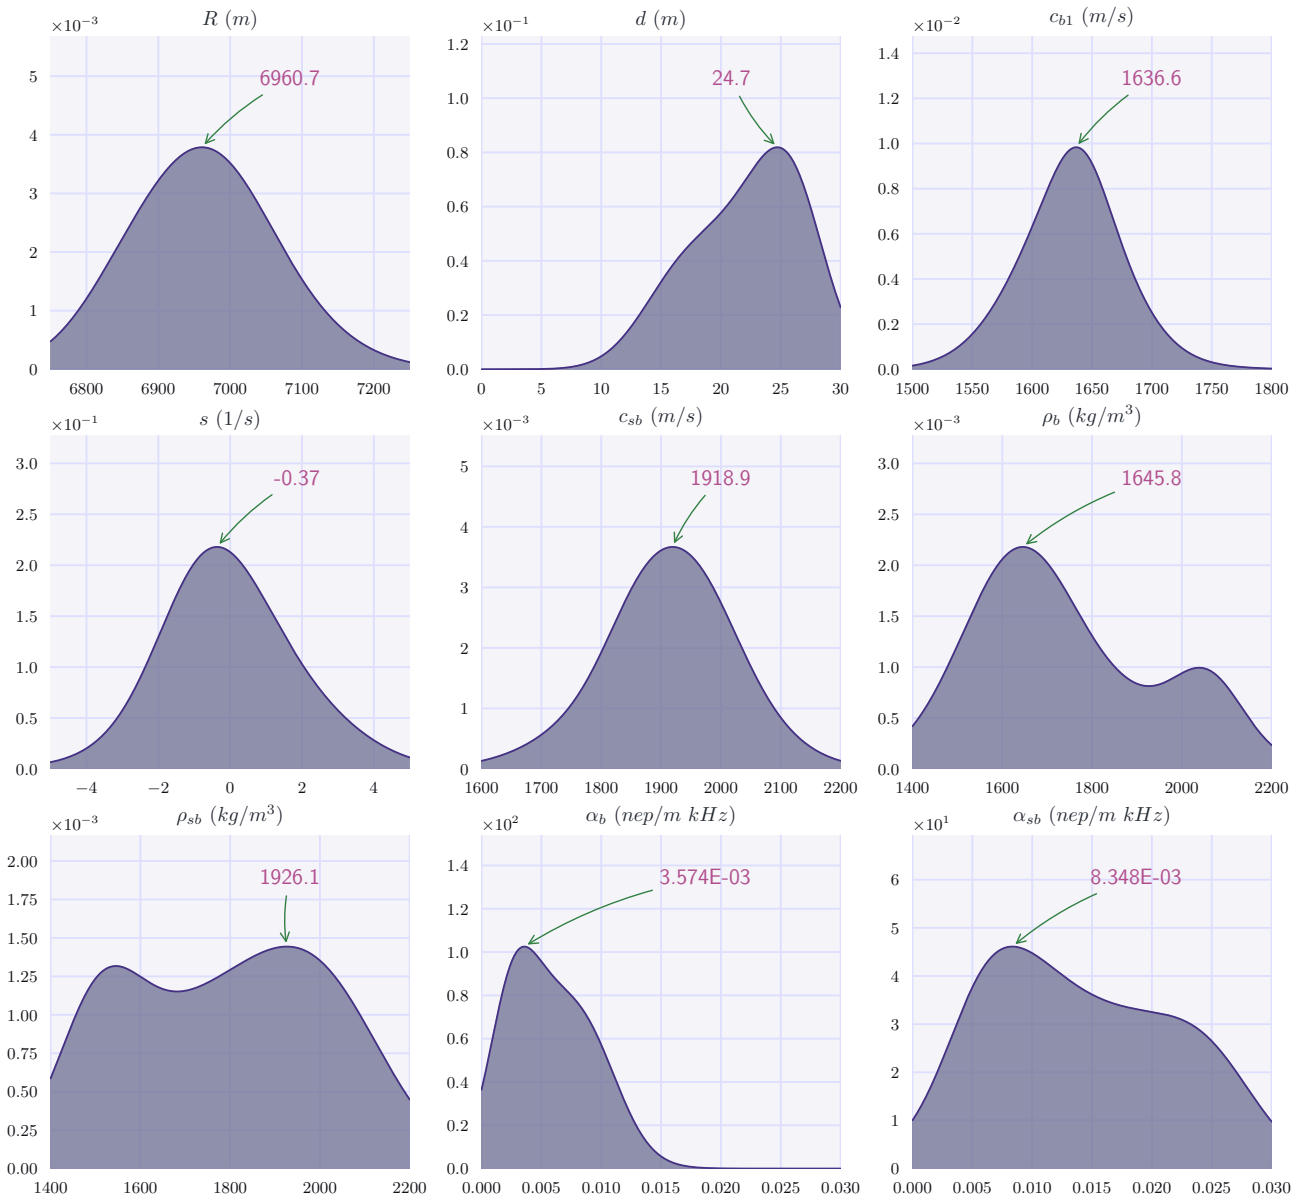 ×10⁻³ R (m) ×10⁻¹ d (m) ×10⁻² c_b1 (m/s)
1.2 1.4
5 6960.7 24.7 1636.6
1.0 1.2
4 0.8 1.0
3 0.6 0.8
0.6
2 0.4
0.4
1 0.2 0.2
0 0.0 0.0
6800 6900 7000 7100 7200 0 5 10 15 20 25 30 1500 1550 1600 1650 1700 1750 1800
×10⁻¹ s (1/s) ×10⁻³ c_sb (m/s) ×10⁻³ ρ_b (kg/m³)
3.0 5 3.0
-0.37 1918.9 1645.8
2.5 4 2.5
2.0 3 2.0
1.5 1.5
2
1.0 1.0
0.5 1 0.5
0.0 0 0.0
−4 −2 0 2 4 1600 1700 1800 1900 2000 2100 2200 1400 1600 1800 2000 2200
×10⁻³ ρ_sb (kg/m³) ×10² α_b (nep/m kHz) ×10¹ α_sb (nep/m kHz)
2.00 1.4
1926.1 3.574E-03 6 8.348E-03
1.75 1.2
1.50 1.0 5
1.25 4
0.8
1.00 0.6 3
0.75
0.4 2
0.50
0.25 0.2 1
0.00 0.0 0
1400 1600 1800 2000 2200 0.000 0.005 0.010 0.015 0.020 0.025 0.030 0.000 0.005 0.010 0.015 0.020 0.025 0.030